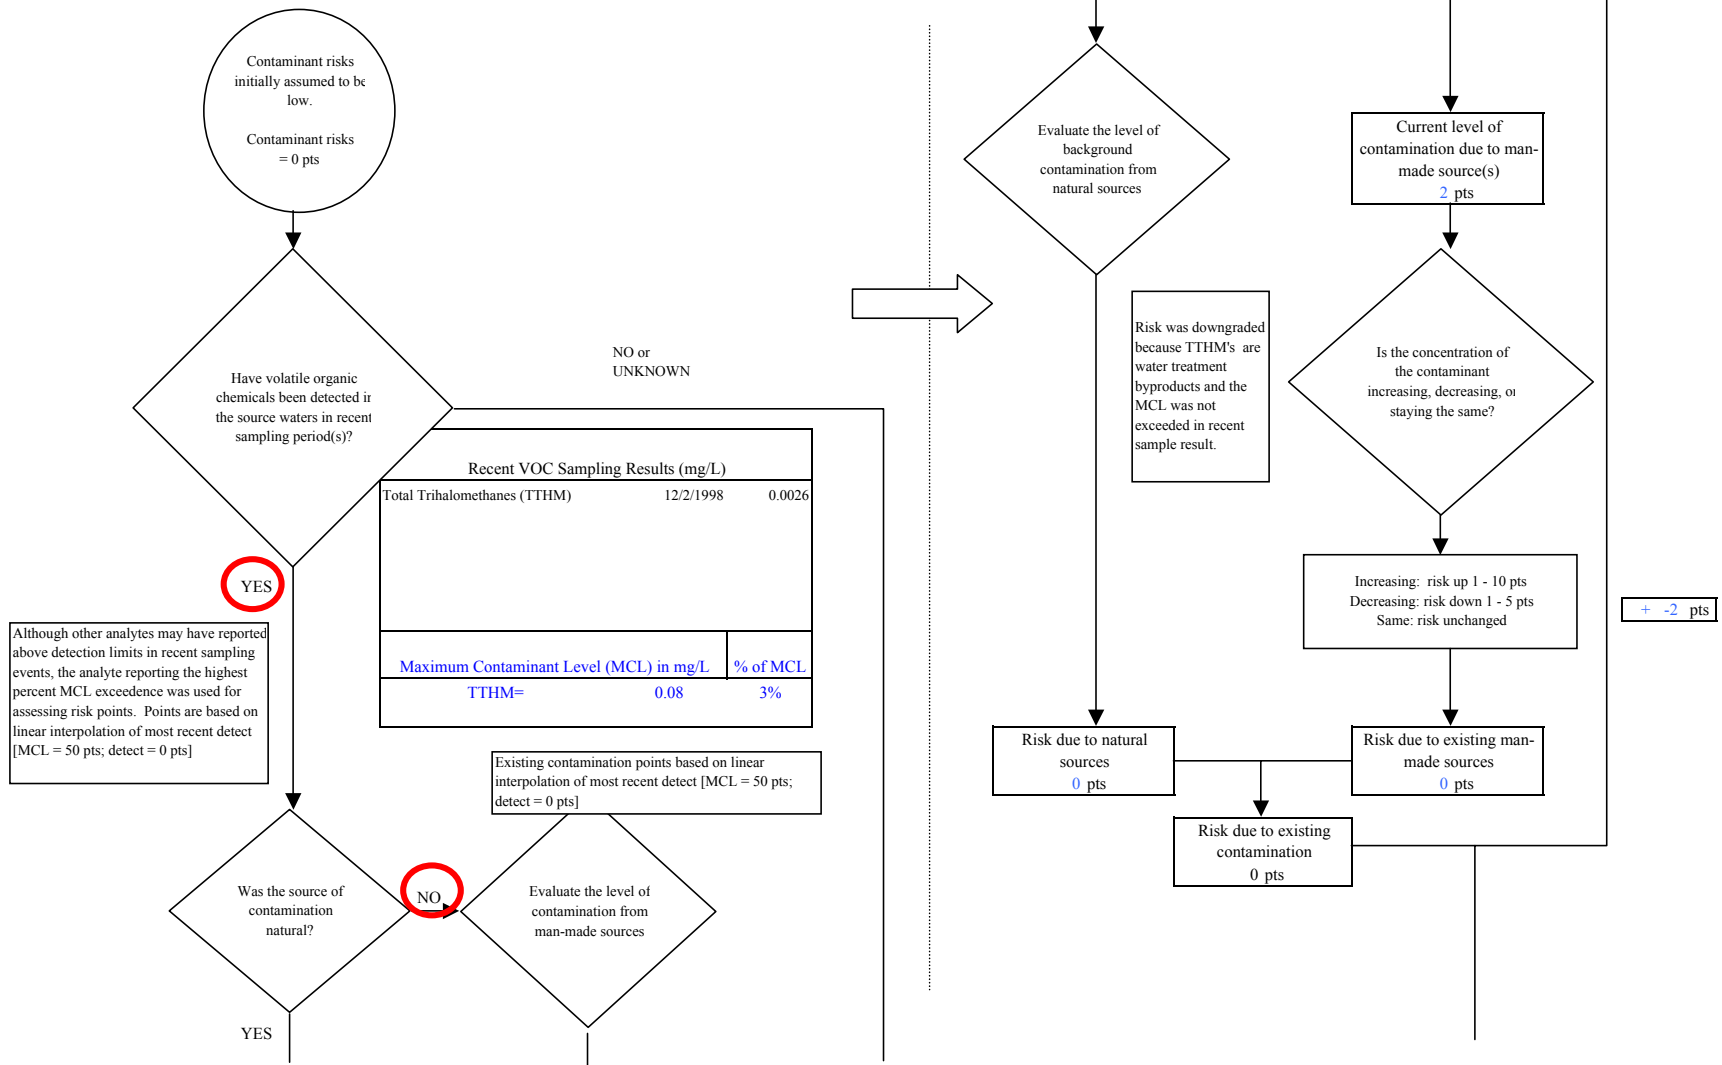 Contaminant risks
initially assumed to be
low.
Contaminant risks
= 0 pts
Have volatile organic
chemicals been detected in
the source waters in recent
sampling period(s)?
NO or
UNKNOWN
Recent VOC Sampling Results (mg/L)
Total Trihalomethanes (TTHM) 12/2/1998 0.0026
Maximum Contaminant Level (MCL) in mg/L % of MCL
TTHM= 0.08 3%
YES
Although other analytes may have reported
above detection limits in recent sampling
events, the analyte reporting the highest
percent MCL exceedence was used for
assessing risk points. Points are based on
linear interpolation of most recent detect
[MCL = 50 pts; detect = 0 pts]
Existing contamination points based on linear
interpolation of most recent detect [MCL = 50 pts;
detect = 0 pts]
Was the source of
contamination
natural?
NO
Evaluate the level of
contamination from
man-made sources
YES
Evaluate the level of
background
contamination from
natural sources
Current level of
contamination due to man-
made source(s)
2 pts
Risk was downgraded
because TTHM's are
water treatment
byproducts and the
MCL was not
exceeded in recent
sample result.
Is the concentration of
the contaminant
increasing, decreasing, or
staying the same?
Increasing: risk up 1 - 10 pts
Decreasing: risk down 1 - 5 pts
Same: risk unchanged
+ -2 pts
Risk due to natural
sources
0 pts
Risk due to existing man-
made sources
0 pts
Risk due to existing
contamination
0 pts